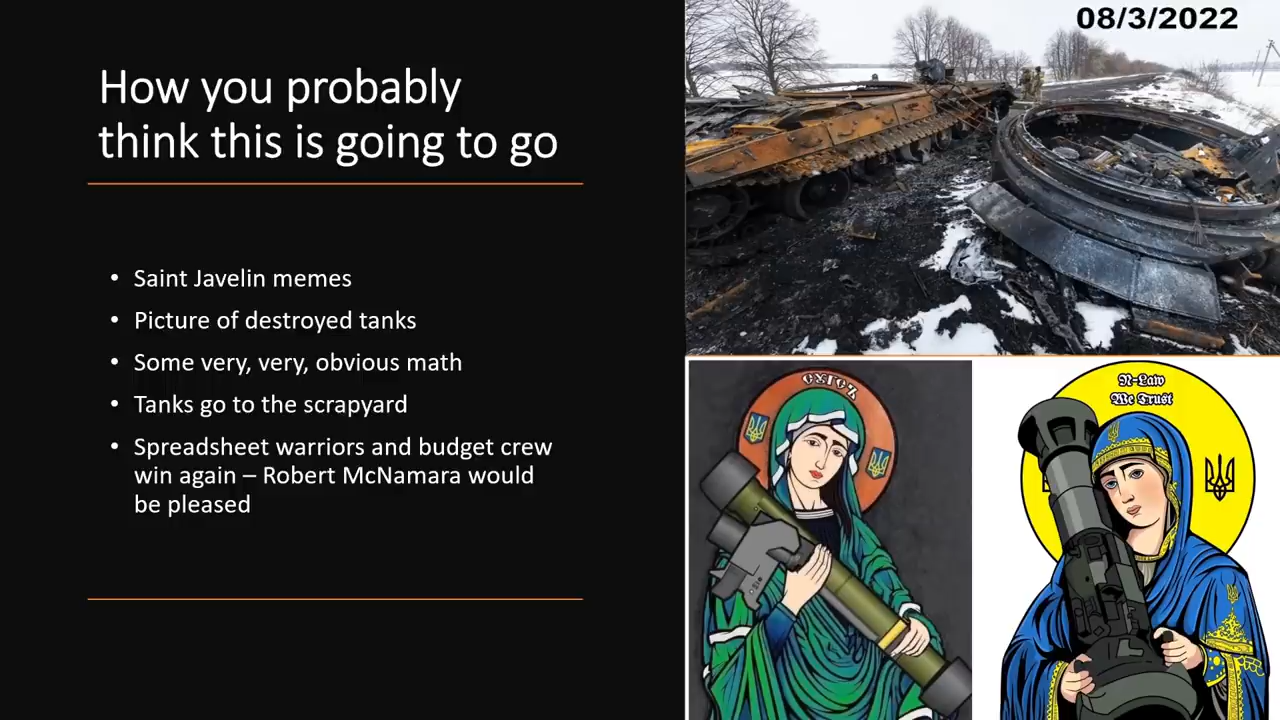 How you probably
think this is going to go
• Saint Javelin memes
• Picture of destroyed tanks
• Some very, very, obvious math
• Tanks go to the scrapyard
• Spreadsheet warriors and budget crew
win again – Robert McNamara would
be pleased
08/3/2022
N-Law
We Trust